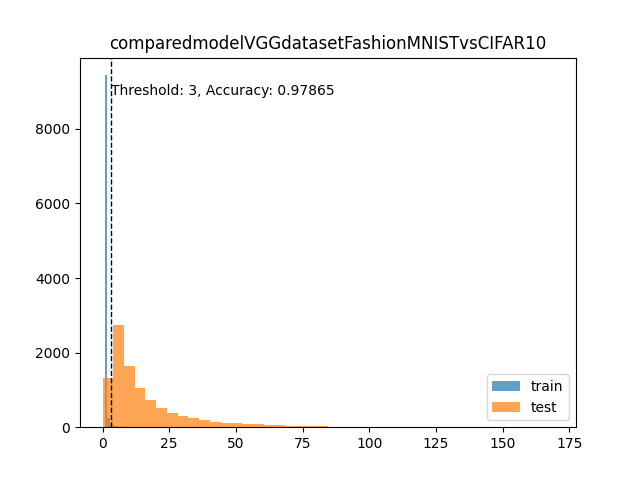 comparedmodelVGGdatasetFashionMNISTvsCIFAR10
Threshold: 3, Accuracy: 0.97865
8000
6000
4000
2000
0
train
test
0 25 50 75 100 125 150 175